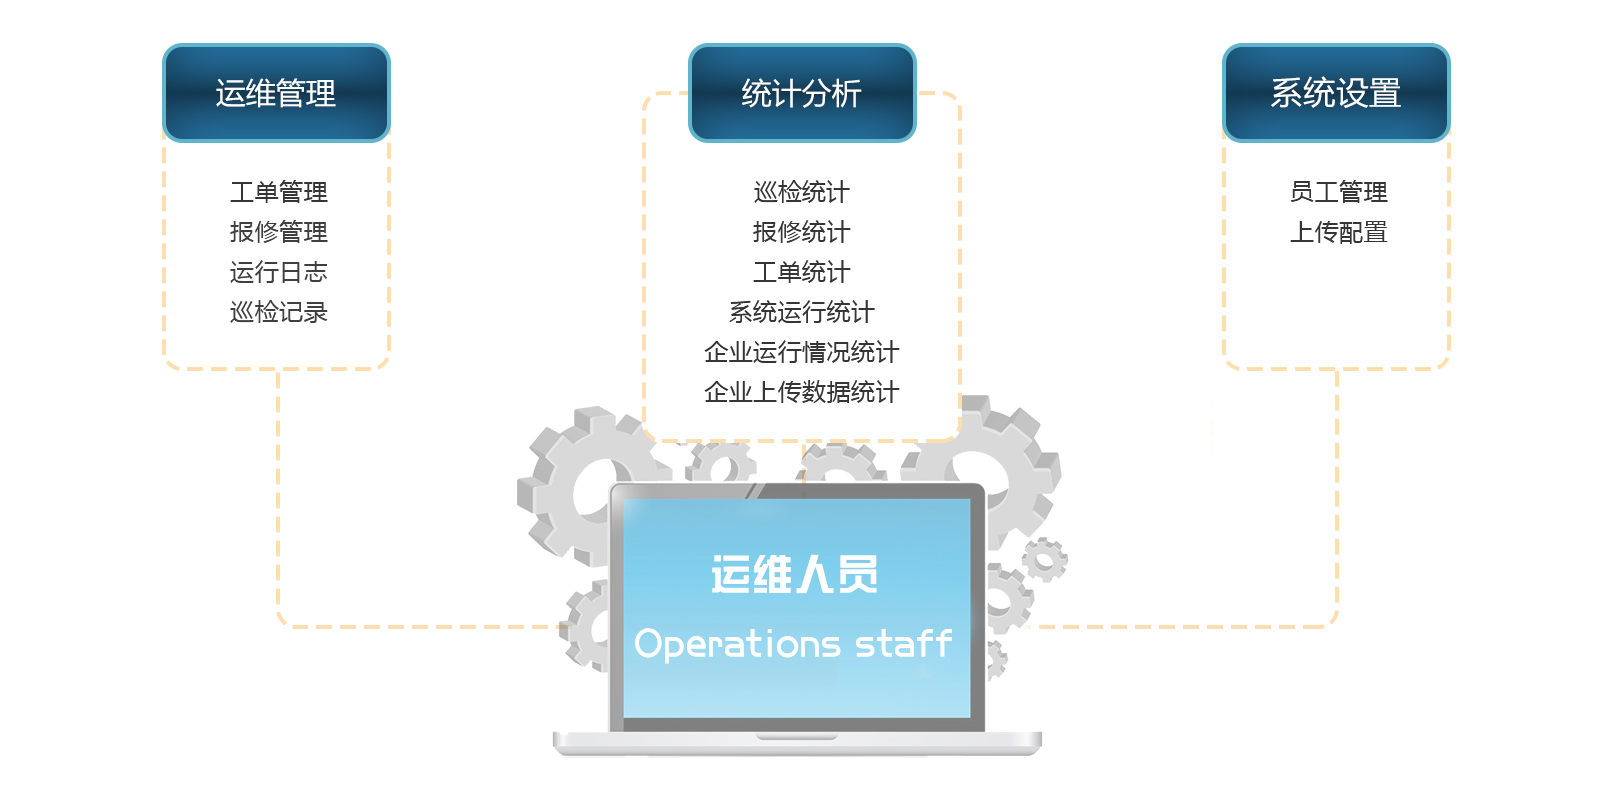 运维管理
工单管理
报修管理
运行日志
巡检记录
统计分析
巡检统计
报修统计
工单统计
系统运行统计
企业运行情况统计
企业上传数据统计
系统设置
员工管理
上传配置
运维人员
Operations staff